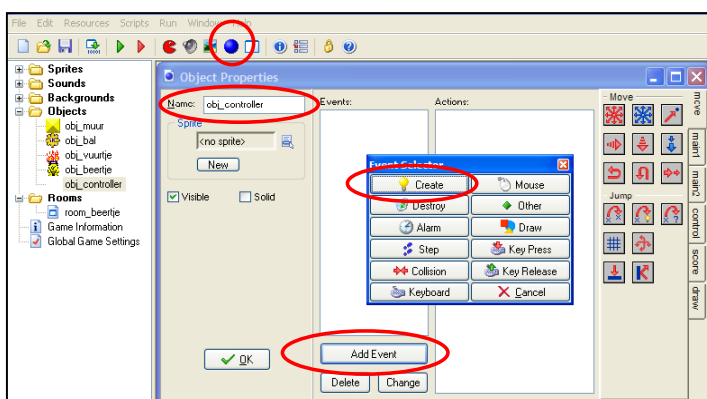 File Edit Resources Scripts Run Window Help
Sprites
Sounds
Backgrounds
Objects
obj_muur
obj_bal
obj_vuurtje
obj_beertje
obj_controller
Rooms
room_beertje
Game Information
Global Game Settings
Object Properties
Name: obj_controller
Sprite
<no sprite>
New
Visible Solid
OK
Events:
Add Event
Delete Change
Actions:
Event Selector
Create Mouse
Destroy Other
Alarm Draw
Step Key Press
Collision Key Release
Keyboard Cancel
Move
Jump
move
main1
main2
control
score
draw